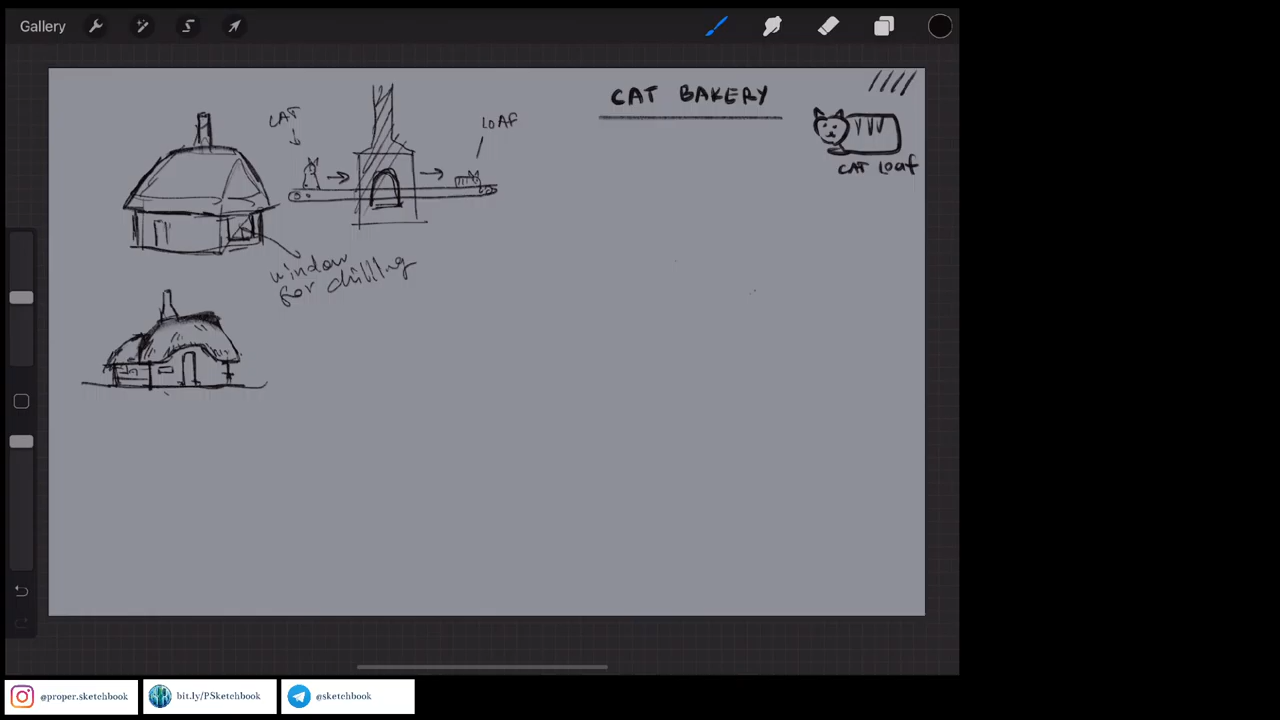 Gallery
CAT BAKERY
CAT
LOAF
CAT LOAF
window
for chilling
@proper.sketchbook
bit.ly/PSketchbook
@sketchbook